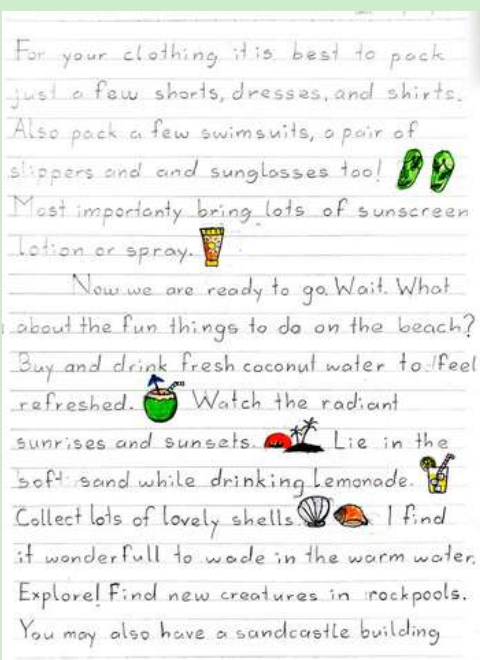 For your clothing it is best to pack
just a few shorts, dresses, and shirts.
Also pack a few swimsuits, a pair of
slippers and and sunglasses too!
Most importanty bring lots of sunscreen
lotion or spray.
Now we are ready to go. Wait. What
about the fun things to do on the beach?
Buy and drink fresh coconut water to feel
refreshed. Watch the radiant
sunrises and sunsets. Lie in the
soft sand while drinking Lemonade.
Collect lots of lovely shells. I find
it wonderfull to wade in the warm water.
Explore! Find new creatures in rockpools.
You may also have a sandcastle building